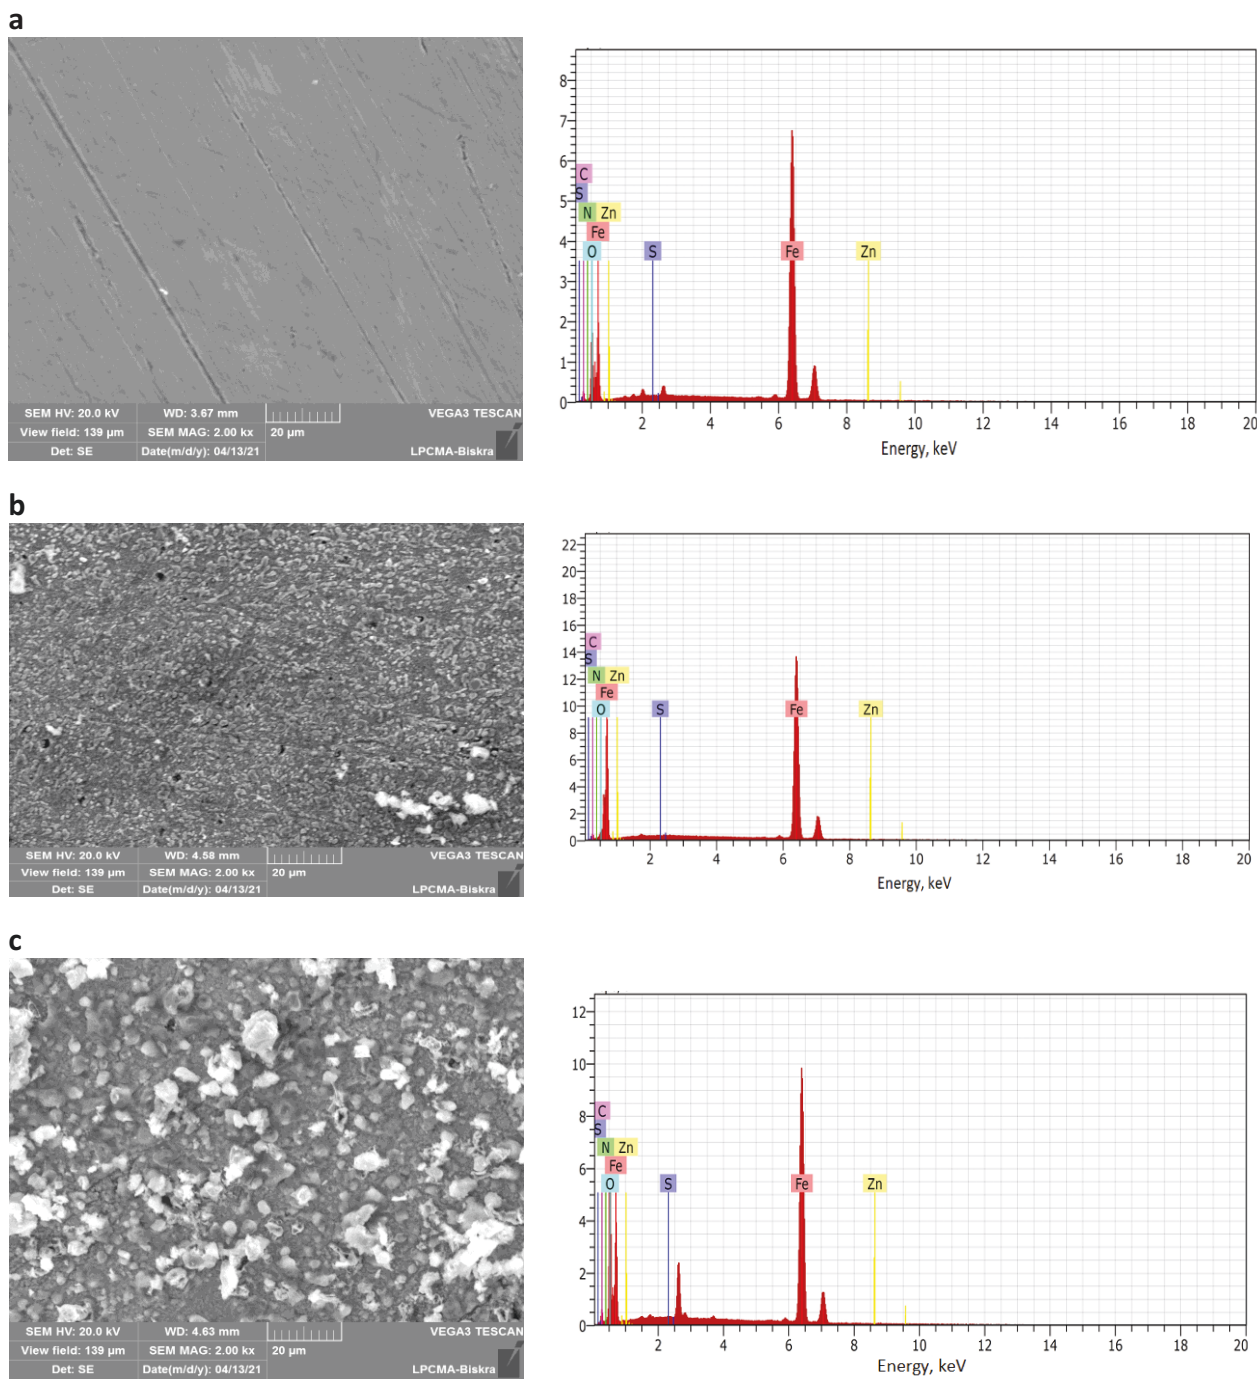 a
SEM HV: 20.0 kV WD: 3.67 mm VEGA3 TESCAN
View field: 139 µm SEM MAG: 2.00 kx 20 µm
Det: SE Date(m/d/y): 04/13/21 LPCMA-Biskra
8
7
6
5
4
3
2
1
0
C
S
N Zn
Fe
O S Fe Zn
2 4 6 8 10 12 14 16 18 20
Energy, keV
b
SEM HV: 20.0 kV WD: 4.58 mm VEGA3 TESCAN
View field: 139 µm SEM MAG: 2.00 kx 20 µm
Det: SE Date(m/d/y): 04/13/21 LPCMA-Biskra
22
20
18
16
14
12
10
8
6
4
2
0
C
S
N Zn
Fe
O S Fe Zn
2 4 6 8 10 12 14 16 18 20
Energy, keV
c
SEM HV: 20.0 kV WD: 4.63 mm VEGA3 TESCAN
View field: 139 µm SEM MAG: 2.00 kx 20 µm
Det: SE Date(m/d/y): 04/13/21 LPCMA-Biskra
12
10
8
6
4
2
0
C
S
N Zn
Fe
O S Fe Zn
2 4 6 8 10 12 14 16 18 20
Energy, keV